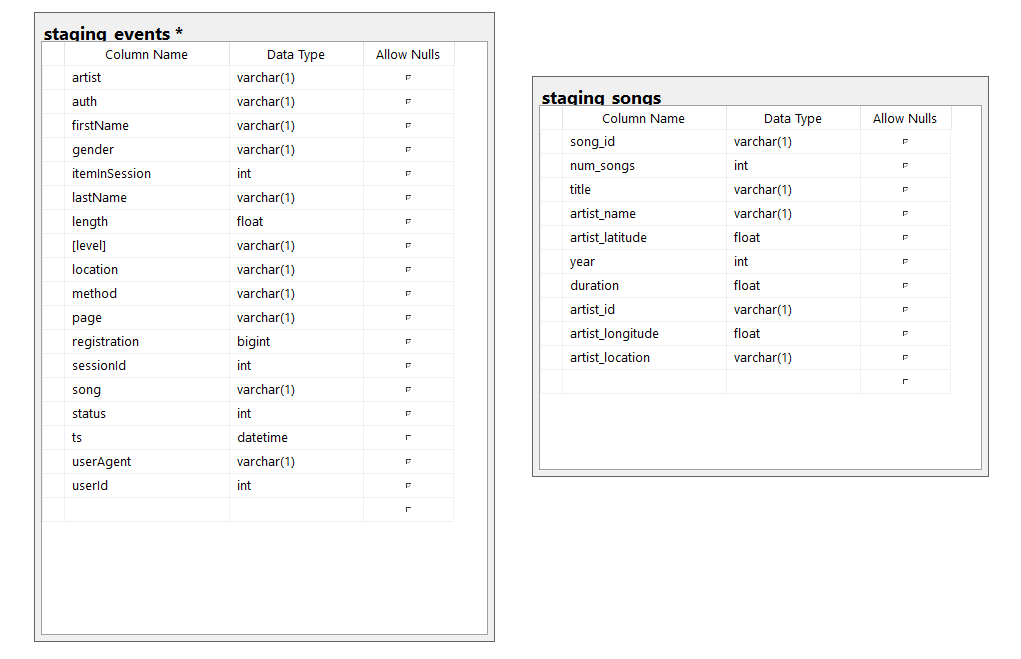 staging_events *
Column Name Data Type Allow Nulls
artist varchar(1)
auth varchar(1)
firstName varchar(1)
gender varchar(1)
itemInSession int
lastName varchar(1)
length float
[level] varchar(1)
location varchar(1)
method varchar(1)
page varchar(1)
registration bigint
sessionId int
song varchar(1)
status int
ts datetime
userAgent varchar(1)
userId int
staging_songs
Column Name Data Type Allow Nulls
song_id varchar(1)
num_songs int
title varchar(1)
artist_name varchar(1)
artist_latitude float
year int
duration float
artist_id varchar(1)
artist_longitude float
artist_location varchar(1)